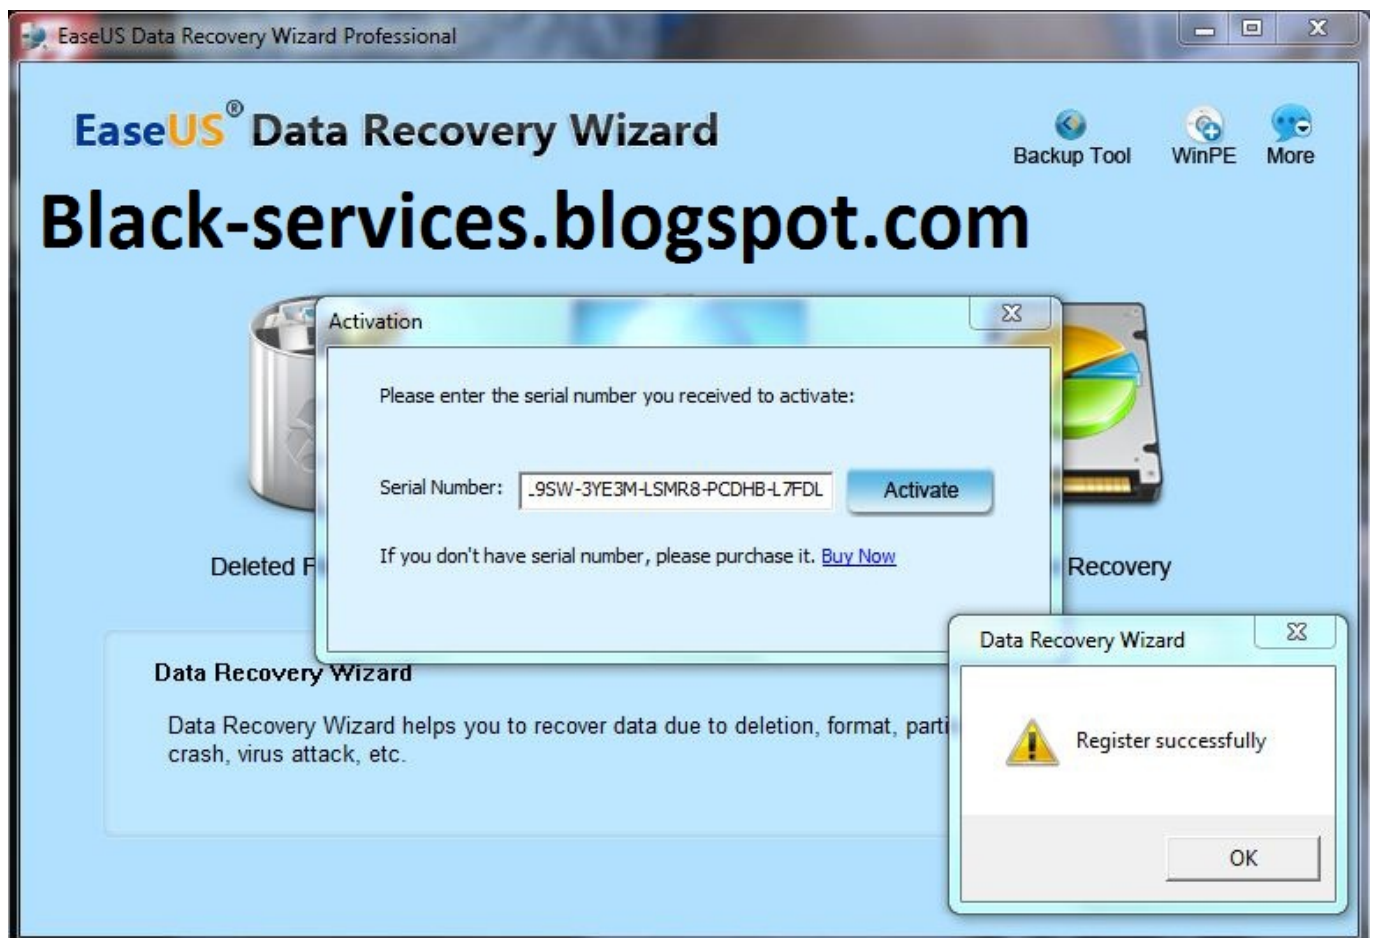 EaseUS Data Recovery Wizard Professional
EaseUS® Data Recovery Wizard
Backup Tool
WinPE
More
Black-services.blogspot.com
Activation
Please enter the serial number you received to activate:
Serial Number:
9SW-3YE3M-LSMR8-PCDHB-L7FDL
Activate
If you don't have serial number, please purchase it. Buy Now
Deleted F
Recovery
Data Recovery Wizard
Data Recovery Wizard helps you to recover data due to deletion, format, parti
crash, virus attack, etc.
Data Recovery Wizard
Register successfully
OK